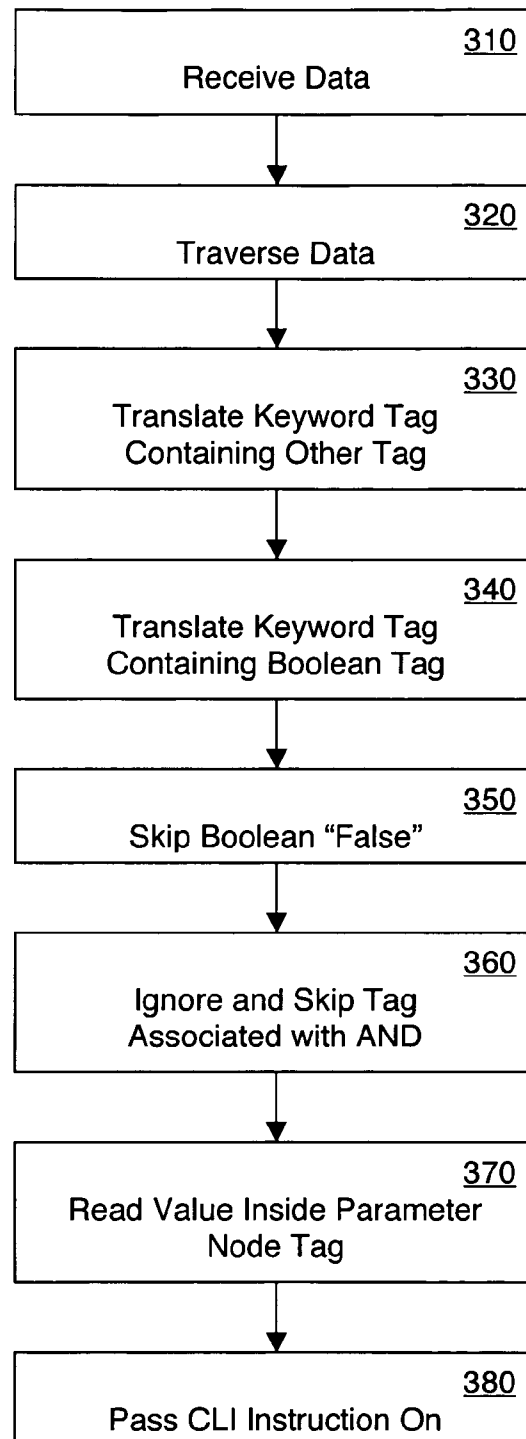 310
Receive Data
320
Traverse Data
330
Translate Keyword Tag
Containing Other Tag
340
Translate Keyword Tag
Containing Boolean Tag
350
Skip Boolean “False”
360
Ignore and Skip Tag
Associated with AND
370
Read Value Inside Parameter
Node Tag
380
Pass CLI Instruction On